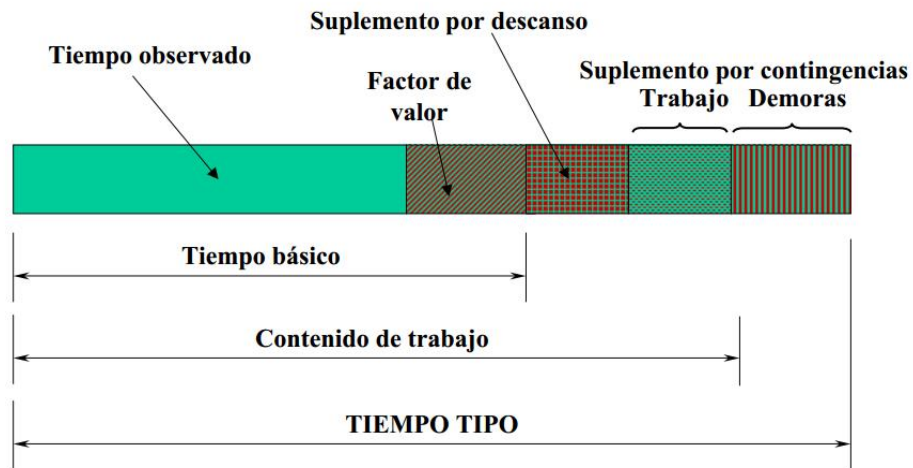 Suplemento por descanso
Tiempo observado
Factor de
valor
Suplemento por contingencias
Trabajo
Demoras
Tiempo básico
Contenido de trabajo
TIEMPO TIPO